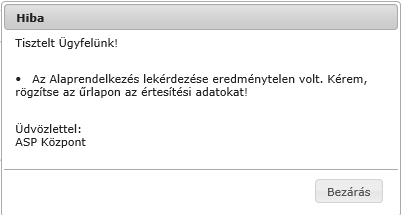 Hiba
Tisztelt Ügyfelünk!
• Az Alaprendelkezés lekérdezése eredménytelen volt. Kérem,
rögzítse az űrlapon az értesítési adatokat!
Üdvözlettel:
ASP Központ
Bezárás